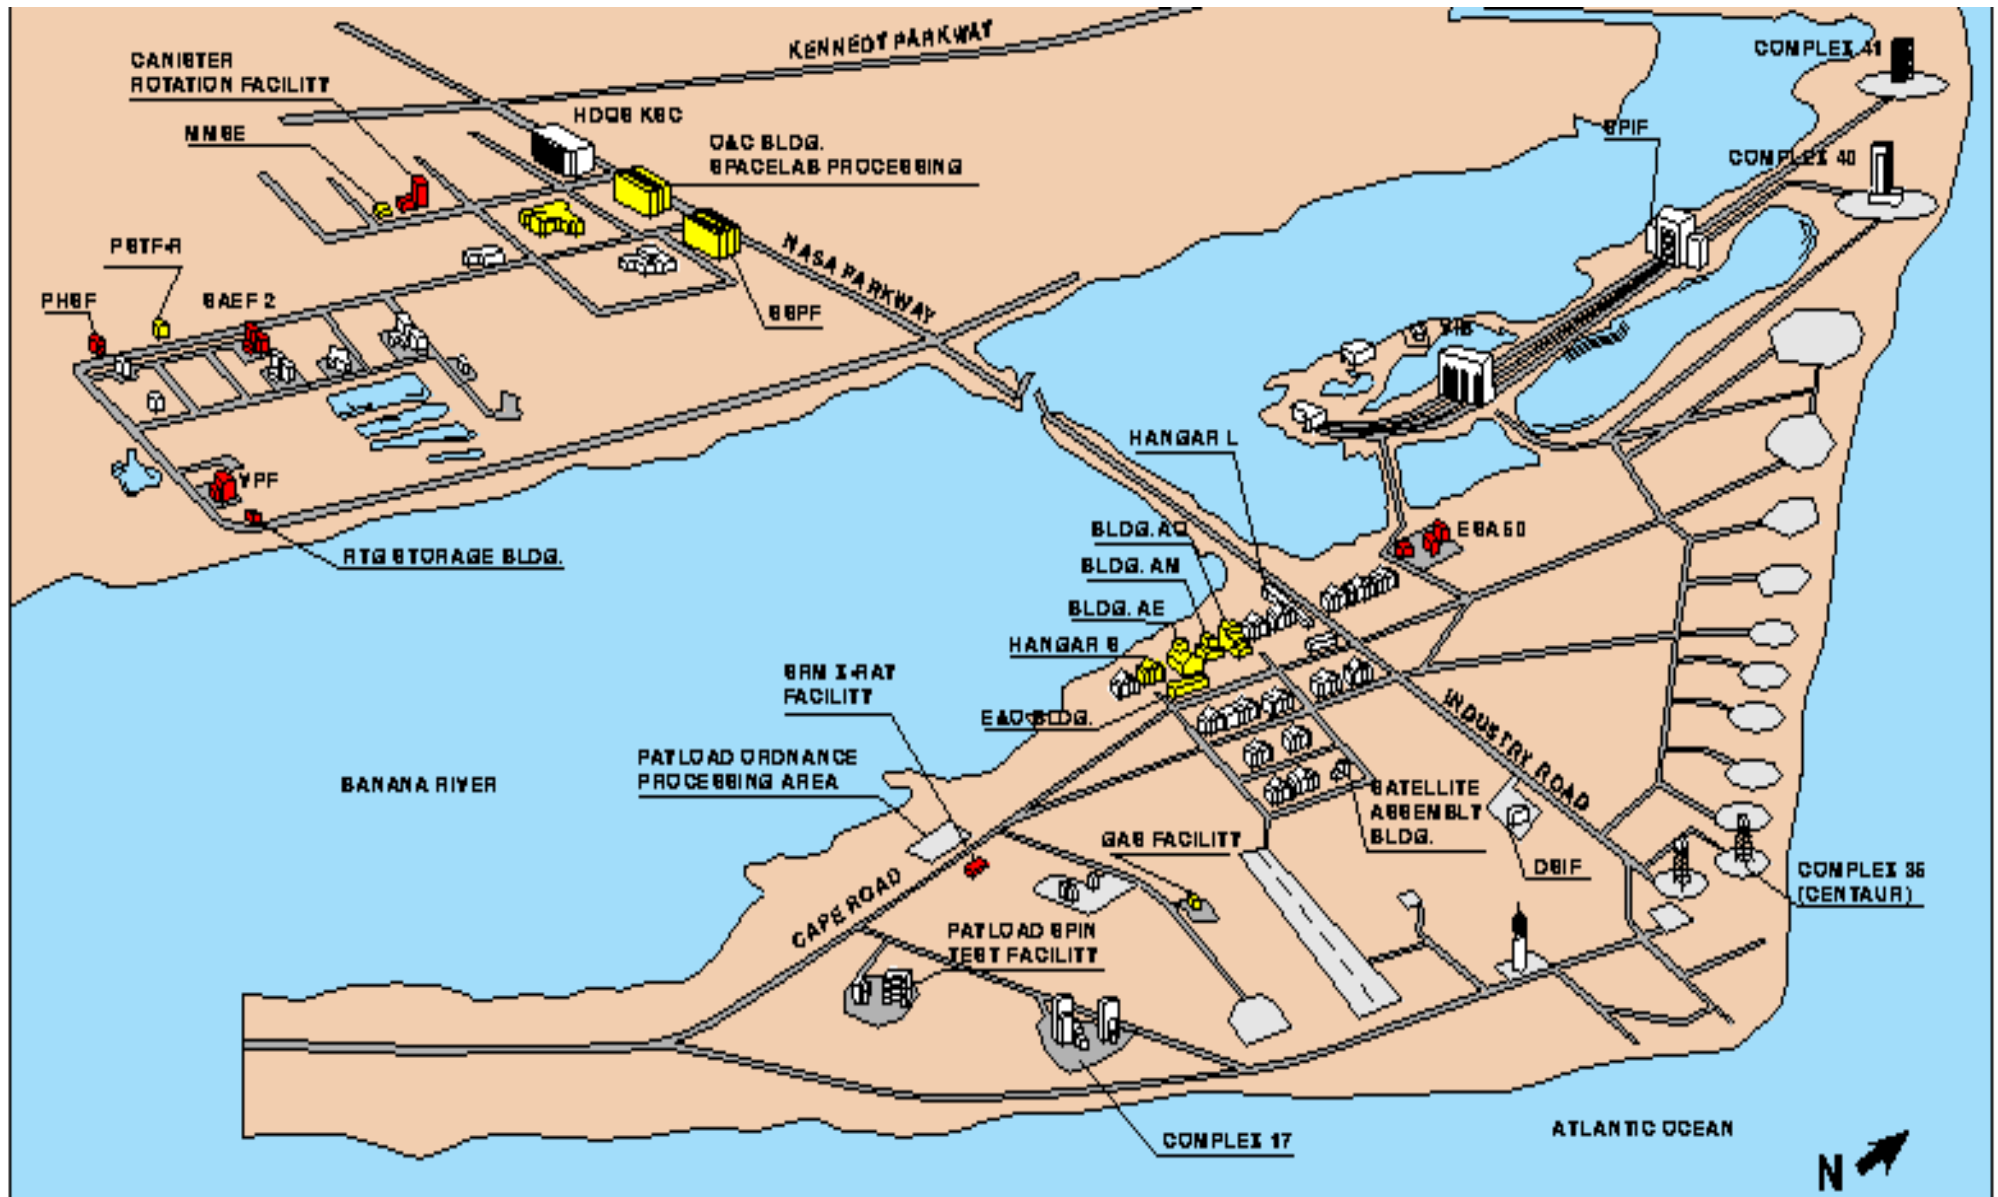 KENNEDY PARKWAY
COMPLEX 41
CANISTER
ROTATION FACILITY
HDQS KSC
MMSE
O&C BLDG.
SPACELAB PROCESSING
SPIF
COMPLEX 40
PSTF-R
NASA PARKWAY
PHSF
SAEF 2
SSPF
VIB
HANGAR L
VPF
BLDG. AO
ESA 60
RTG STORAGE BLDG.
BLDG. AM
BLDG. AE
HANGAR S
SRM X-RAY
FACILITY
E&O BLDG.
INDUSTRY ROAD
BANANA RIVER
PAYLOAD ORDNANCE
PROCESSING AREA
SATELLITE
ASSEMBLY
BLDG.
GAS FACILITY
DSIF
COMPLEX 36
(CENTAUR)
CAPE ROAD
PAYLOAD SPIN
TEST FACILITY
COMPLEX 17
ATLANTIC OCEAN
N